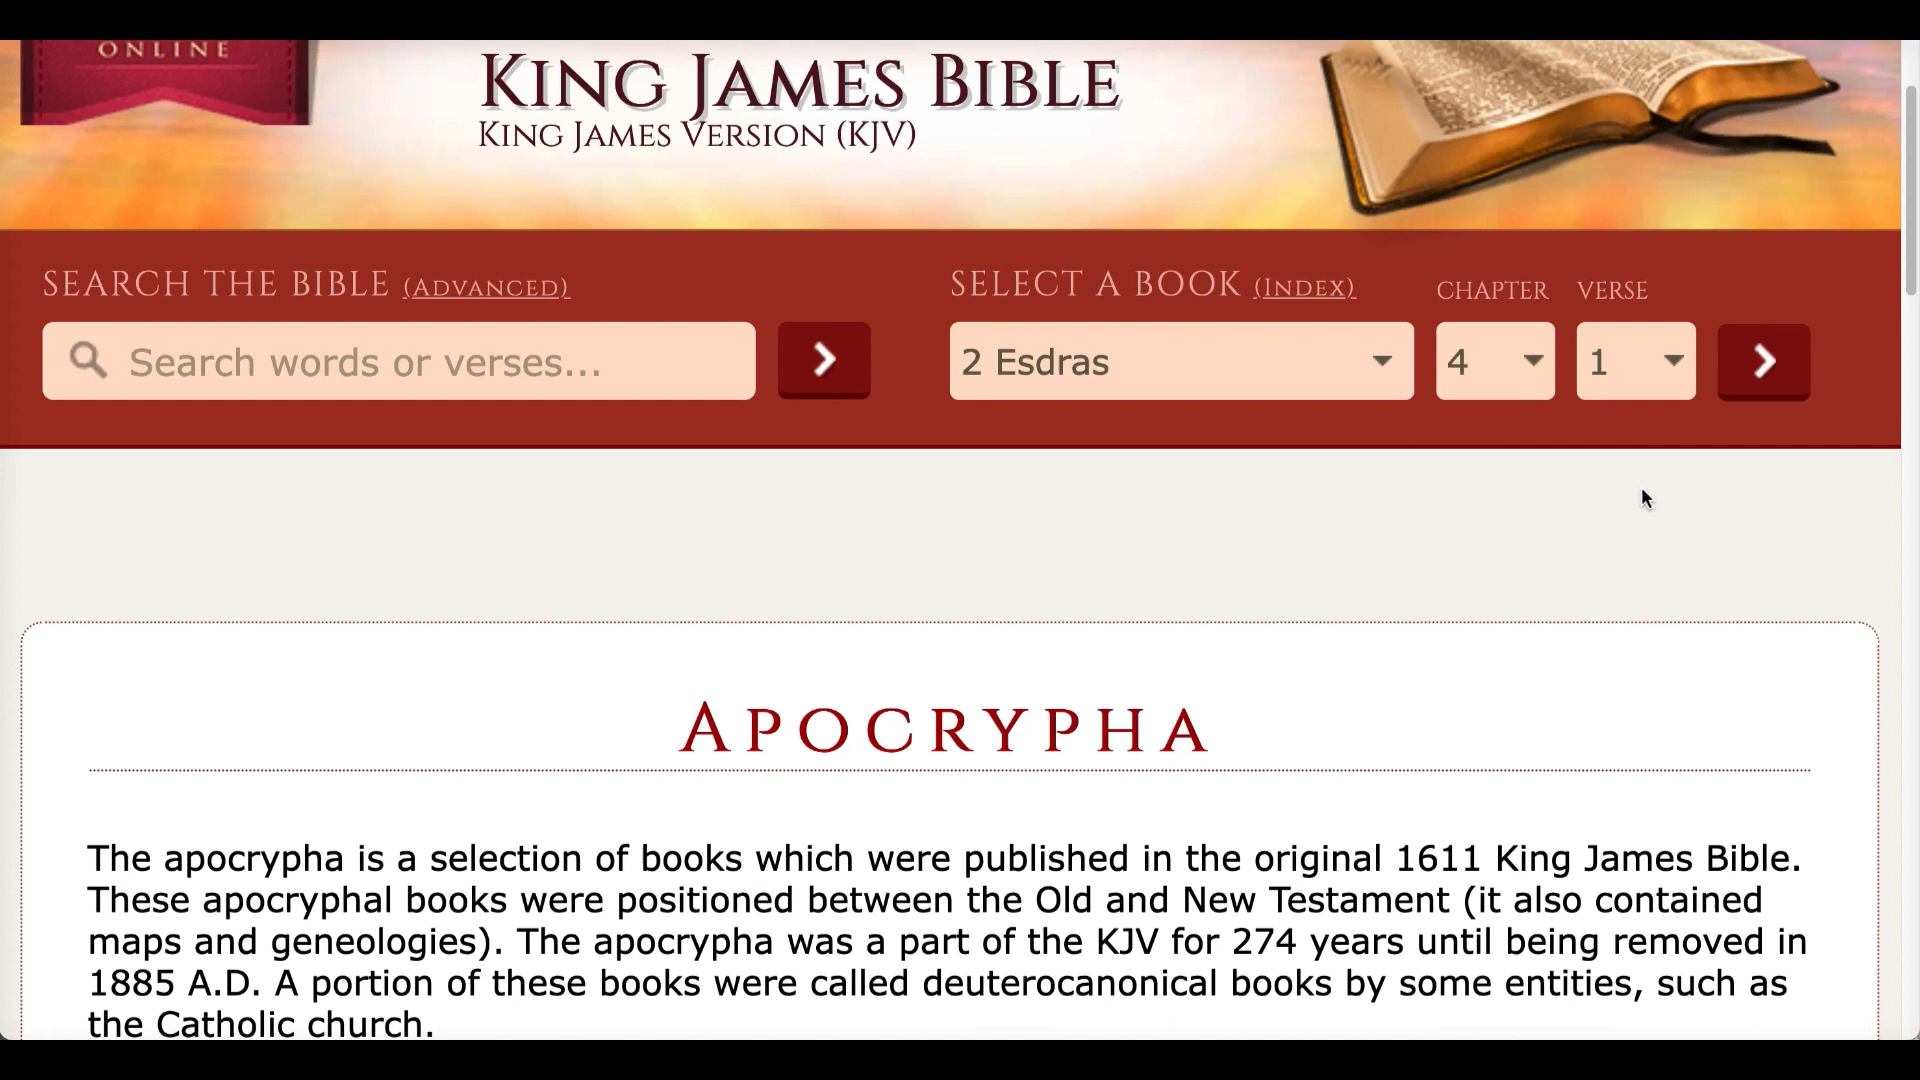 ONLINE
KING JAMES BIBLE
KING JAMES VERSION (KJV)
SEARCH THE BIBLE (ADVANCED)
Search words or verses...
SELECT A BOOK (INDEX) CHAPTER VERSE
2 Esdras 4 1
APOCRYPHA
The apocrypha is a selection of books which were published in the original 1611 King James Bible.
These apocryphal books were positioned between the Old and New Testament (it also contained
maps and geneologies). The apocrypha was a part of the KJV for 274 years until being removed in
1885 A.D. A portion of these books were called deuterocanonical books by some entities, such as
the Catholic church.